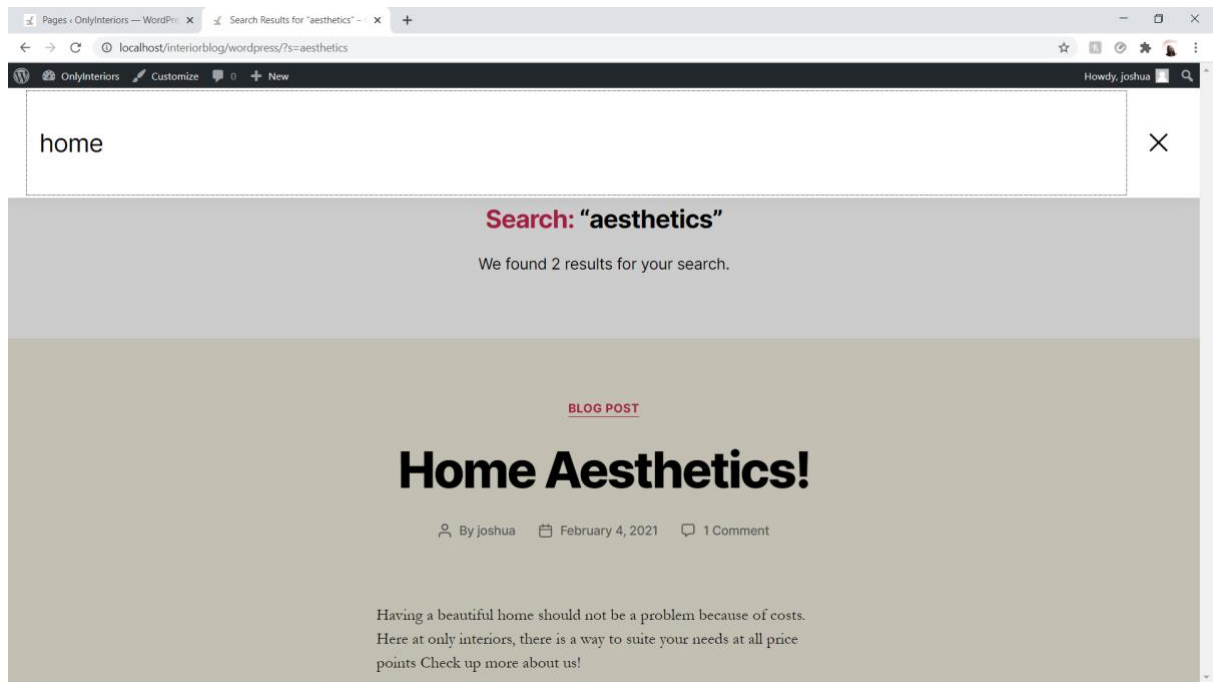 Pages ‹ OnlyInteriors — WordPre
Search Results for "aesthetics" –
localhost/interiorblog/wordpress/?s=aesthetics
OnlyInteriors Customize 0 New Howdy, joshua
home
Search: “aesthetics”
We found 2 results for your search.
BLOG POST
Home Aesthetics!
By joshua February 4, 2021 1 Comment
Having a beautiful home should not be a problem because of costs.
Here at only interiors, there is a way to suite your needs at all price
points Check up more about us!